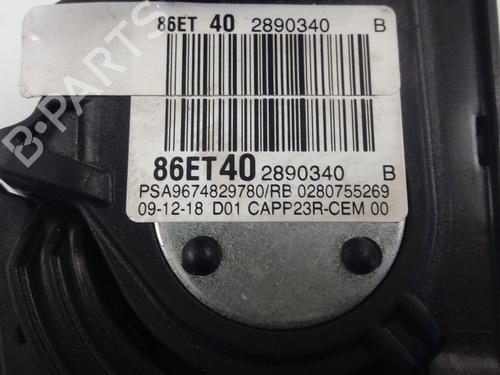 86ET 40 2890340 B
86ET40 2890340 B
PSA9674829780/RB 0280755269
09-12-18 D01 CAPP23R-CEM 00
B-PARTS